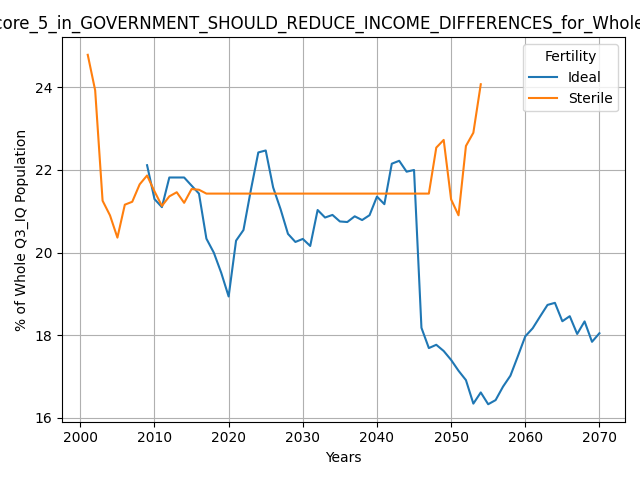 core_5_in_GOVERNMENT_SHOULD_REDUCE_INCOME_DIFFERENCES_for_Whole
Fertility
Ideal
Sterile
% of Whole Q3_IQ Population
24
22
20
18
16
2000 2010 2020 2030 2040 2050 2060 2070
Years